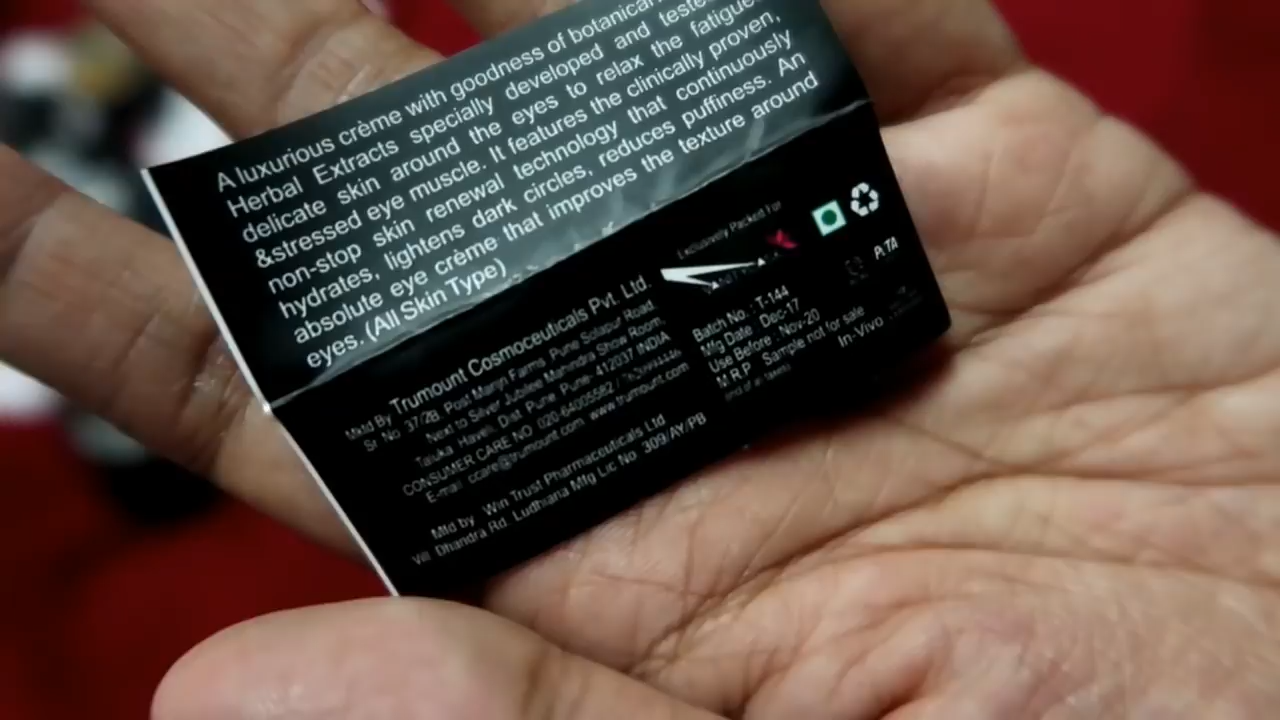 A luxurious crème with goodness of botanical
Herbal Extracts specially developed and tested
delicate skin around the eyes to relax the fatigue
&stressed eye muscle. It features the clinically proven,
non-stop skin renewal technology that continuously
hydrates, lightens dark circles, reduces puffiness. An
absolute eye crème that improves the texture around
eyes. (All Skin Type)
Mktd By Trumount Cosmoceuticals Pvt. Ltd.
Sr No 37/2B, Post Manjri Farms, Pune Solapur Road,
Next to Silver Jubilee Mahindra Show Room,
Taluka Haveli, Dist Pune Pune- 412037 INDIA
CONSUMER CARE NO 020-64005582 /
E-mail ccare@trumount.com www.trumount.com
Mfd by Win Trust Pharmaceuticals Ltd
Vill Dhandra Rd Ludhiana Mfg Lic No 309/AY/PB
Exclusively Packed For
Batch No : T-144
Mfg Date : Dec-17
Use Before : Nov-20
M R P Sample not for sale
In-Vivo